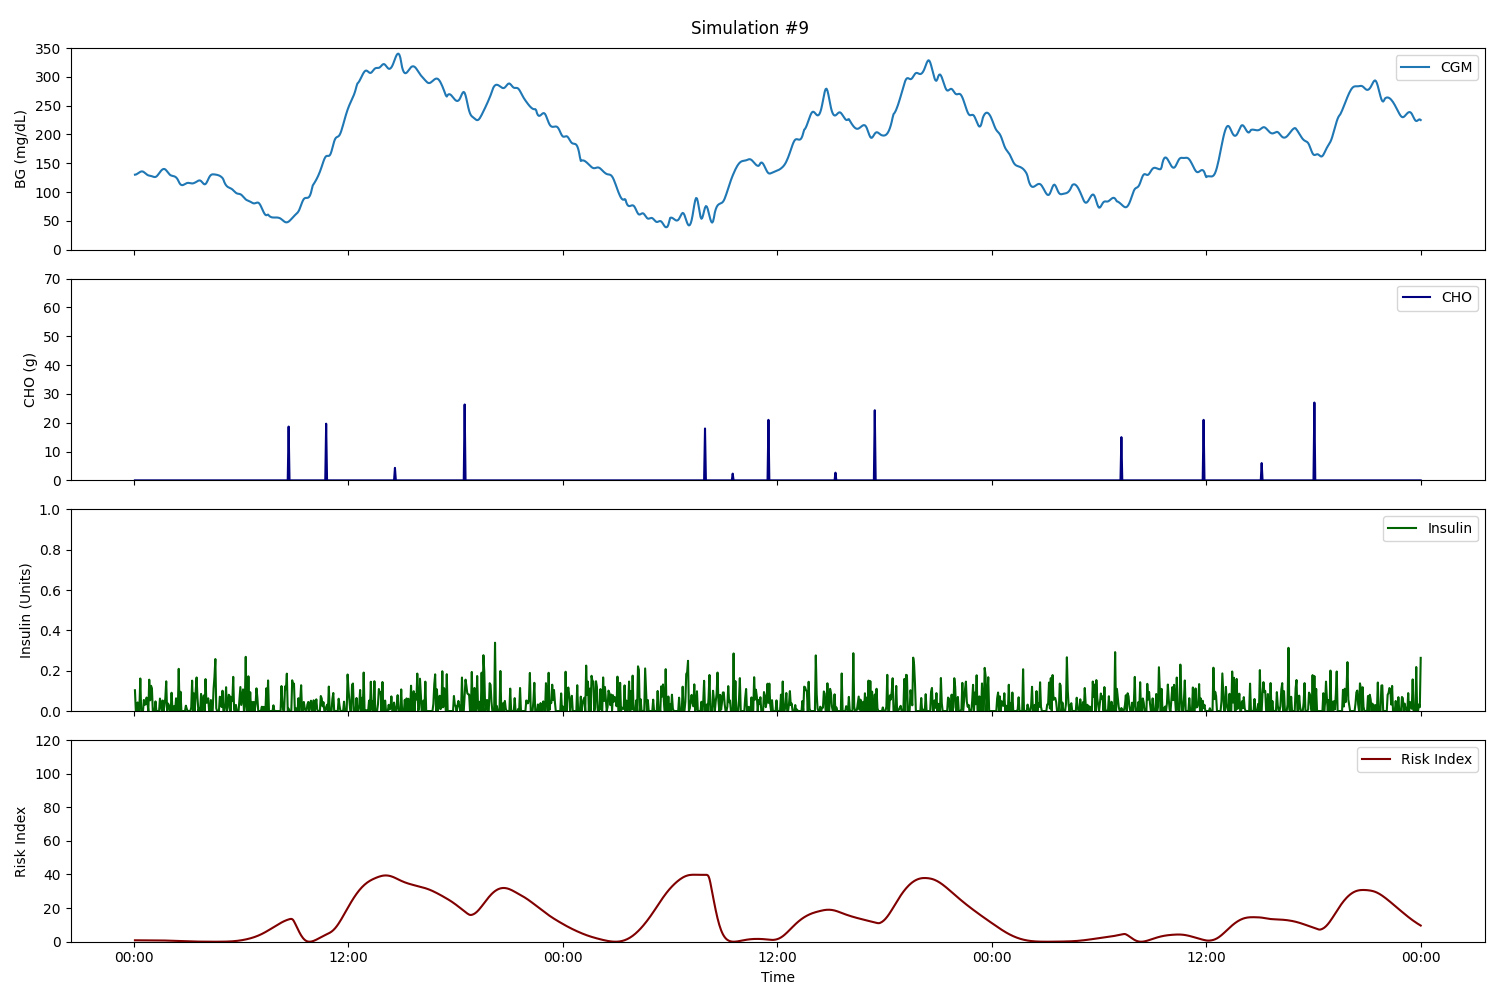 Simulation #9
350
300
250
200
150
100
50
0
BG (mg/dL)
CGM
70
60
50
40
30
20
10
0
CHO (g)
CHO
1.0
0.8
0.6
0.4
0.2
0.0
Insulin (Units)
Insulin
120
100
80
60
40
20
0
Risk Index
Risk Index
00:00 12:00 00:00 12:00 00:00 12:00 00:00
Time